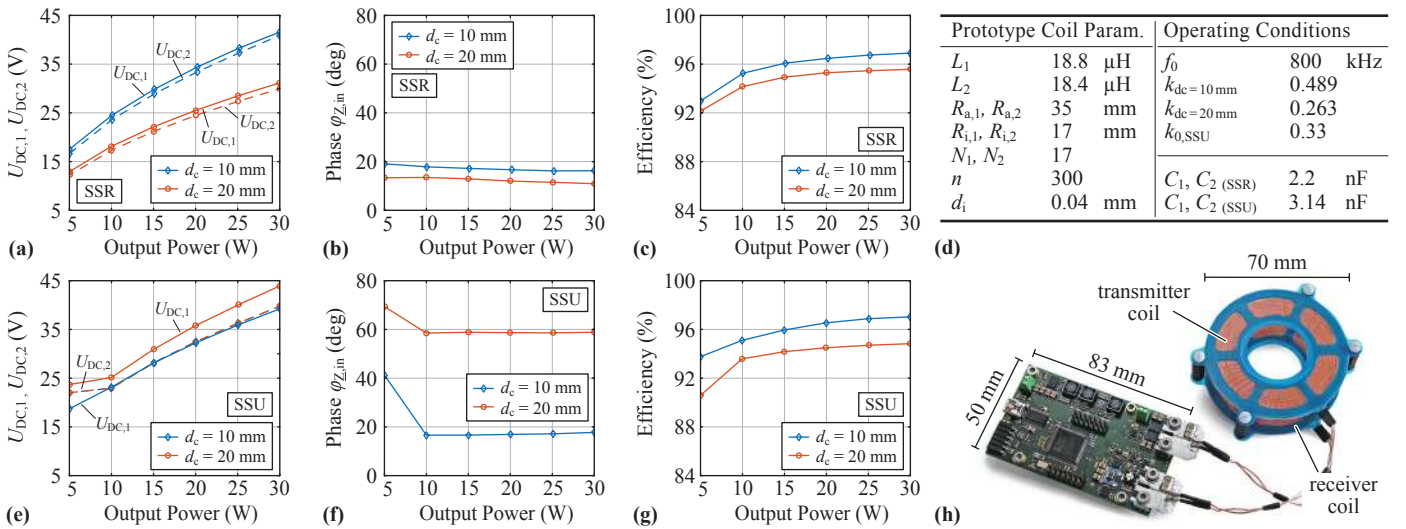 U_DC,1, U_DC,2 (V)
45
35
25
15
5
U_DC,2
U_DC,1
U_DC,1
U_DC,2
SSR
d_c = 10 mm
d_c = 20 mm
5 10 15 20 25 30
(a) Output Power (W)
Phase φ_Z,in (deg)
80
60
40
20
0
d_c = 10 mm
d_c = 20 mm
SSR
5 10 15 20 25 30
(b) Output Power (W)
Efficiency (%)
100
96
92
88
84
SSR
d_c = 10 mm
d_c = 20 mm
5 10 15 20 25 30
(c) Output Power (W)
Prototype Coil Param. Operating Conditions
L_1 18.8 µH f_0 800 kHz
L_2 18.4 µH k_dc = 10 mm 0.489
R_a,1, R_a,2 35 mm k_dc = 20 mm 0.263
R_i,1, R_i,2 17 mm k_0,SSU 0.33
N_1, N_2 17
n 300 C_1, C_2 (SSR) 2.2 nF
d_i 0.04 mm C_1, C_2 (SSU) 3.14 nF
(d)
U_DC,1, U_DC,2 (V)
45
35
25
15
5
U_DC,1
U_DC,2
U_DC,1
SSU
d_c = 10 mm
d_c = 20 mm
5 10 15 20 25 30
(e) Output Power (W)
Phase φ_Z,in (deg)
80
60
40
20
0
SSU
d_c = 10 mm
d_c = 20 mm
5 10 15 20 25 30
(f) Output Power (W)
Efficiency (%)
100
96
92
88
84
SSU
d_c = 10 mm
d_c = 20 mm
5 10 15 20 25 30
(g) Output Power (W)
70 mm
transmitter
coil
83 mm
50 mm
receiver
coil
(h)